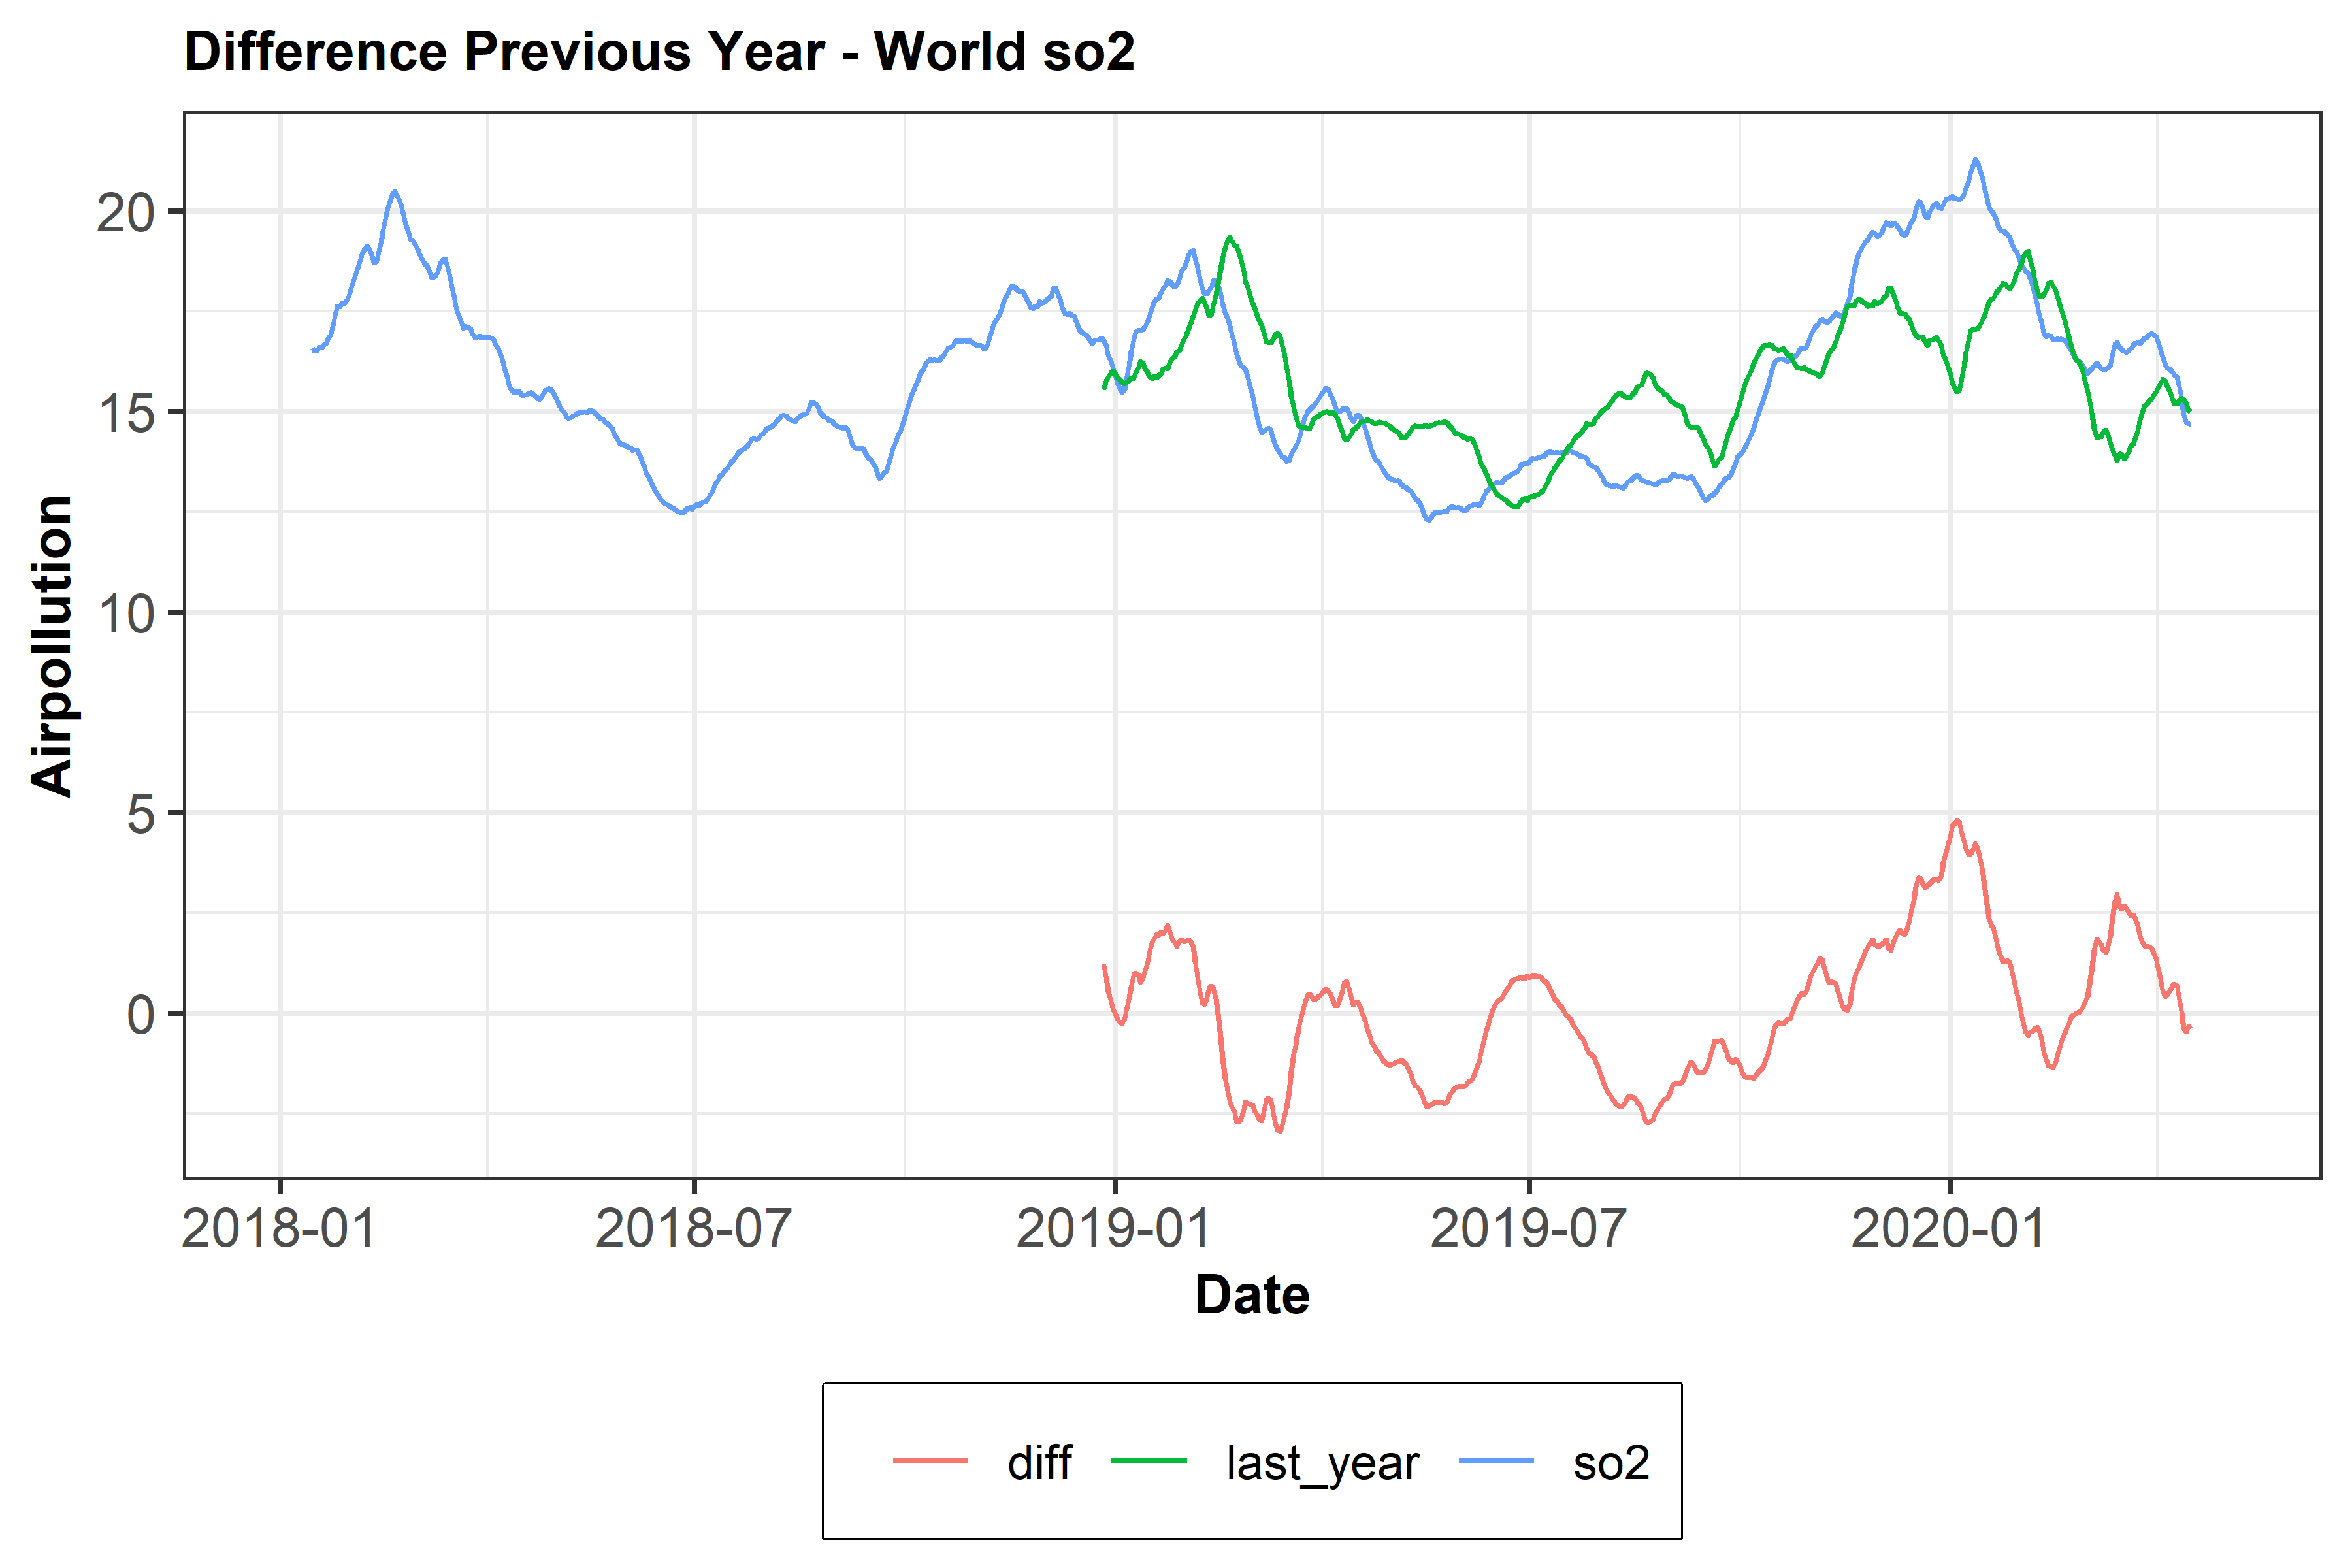 Difference Previous Year - World so2
Airpollution
20
15
10
5
0
2018-01 2018-07 2019-01 2019-07 2020-01
Date
diff last_year so2